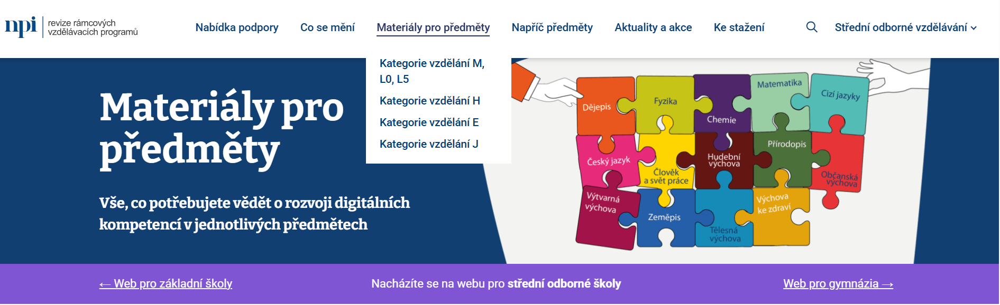 npi
revize rámcových
vzdělávacích programů
Nabídka podpory
Co se mění
Materiály pro předměty
Napříč předměty
Aktuality a akce
Ke stažení
Střední odborné vzdělávání
Kategorie vzdělání M,
L0, L5
Kategorie vzdělání H
Kategorie vzdělání E
Kategorie vzdělání J
Materiály pro
předměty
Vše, co potřebujete vědět o rozvoji digitálních
kompetencí v jednotlivých předmětech
Dějepis
Fyzika
Chemie
Matematika
Cizí jazyky
Český jazyk
Člověk
a svět práce
Hudební
výchova
Přírodopis
Občanská
výchova
Výtvarná
výchova
Zeměpis
Tělesná
výchova
Výchova
ke zdraví
← Web pro základní školy
Nacházíte se na webu pro střední odborné školy
Web pro gymnázia →